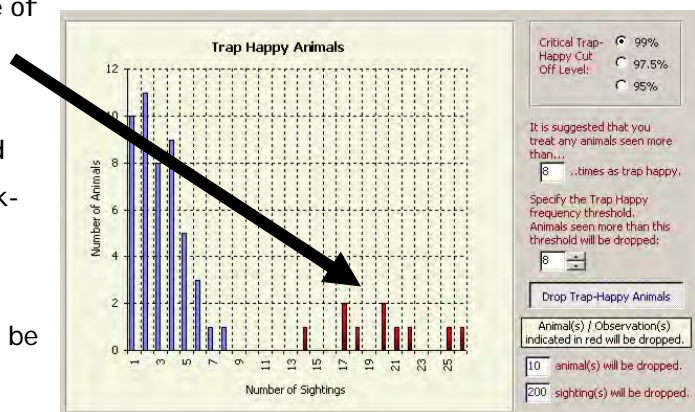 e of
d
k-
be
Trap Happy Animals
12
10
8
6
4
2
0
Number of Animals
1 3 5 7 9 11 13 15 17 19 21 23 25
Number of Sightings
Critical Trap-
Happy Cut
Off Level:
99%
97.5%
95%
It is suggested that you
treat any animals seen more
than...
8 ..times as trap happy.
Specify the Trap Happy
frequency threshold.
Animals seen more than this
threshold will be dropped:
8
Drop Trap-Happy Animals
Animal(s) / Observation(s)
indicated in red will be dropped.
10 animal(s) will be dropped.
200 sighting(s) will be dropped.